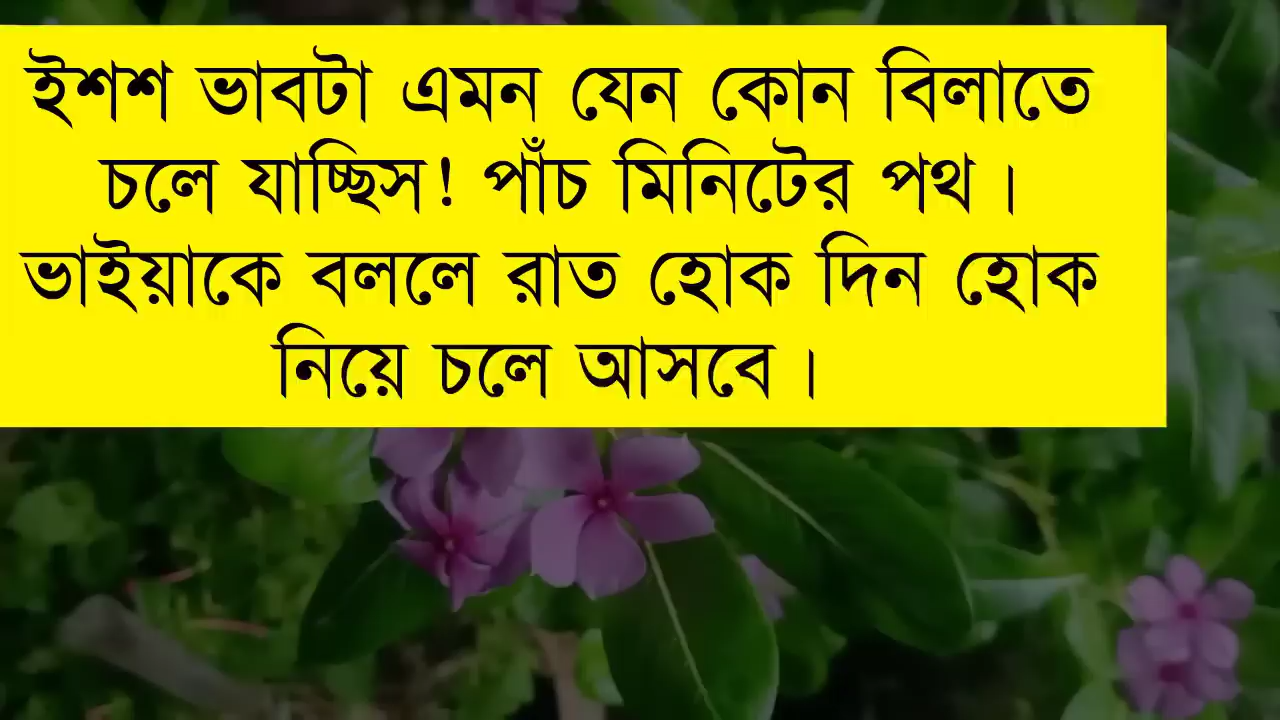 ইশশ ভাবটা এমন যেন কোন বিলাতে
চলে যাচ্ছিস! পাঁচ মিনিটের পথ।
ভাইয়াকে বললে রাত হোক দিন হোক
নিয়ে চলে আসবে।